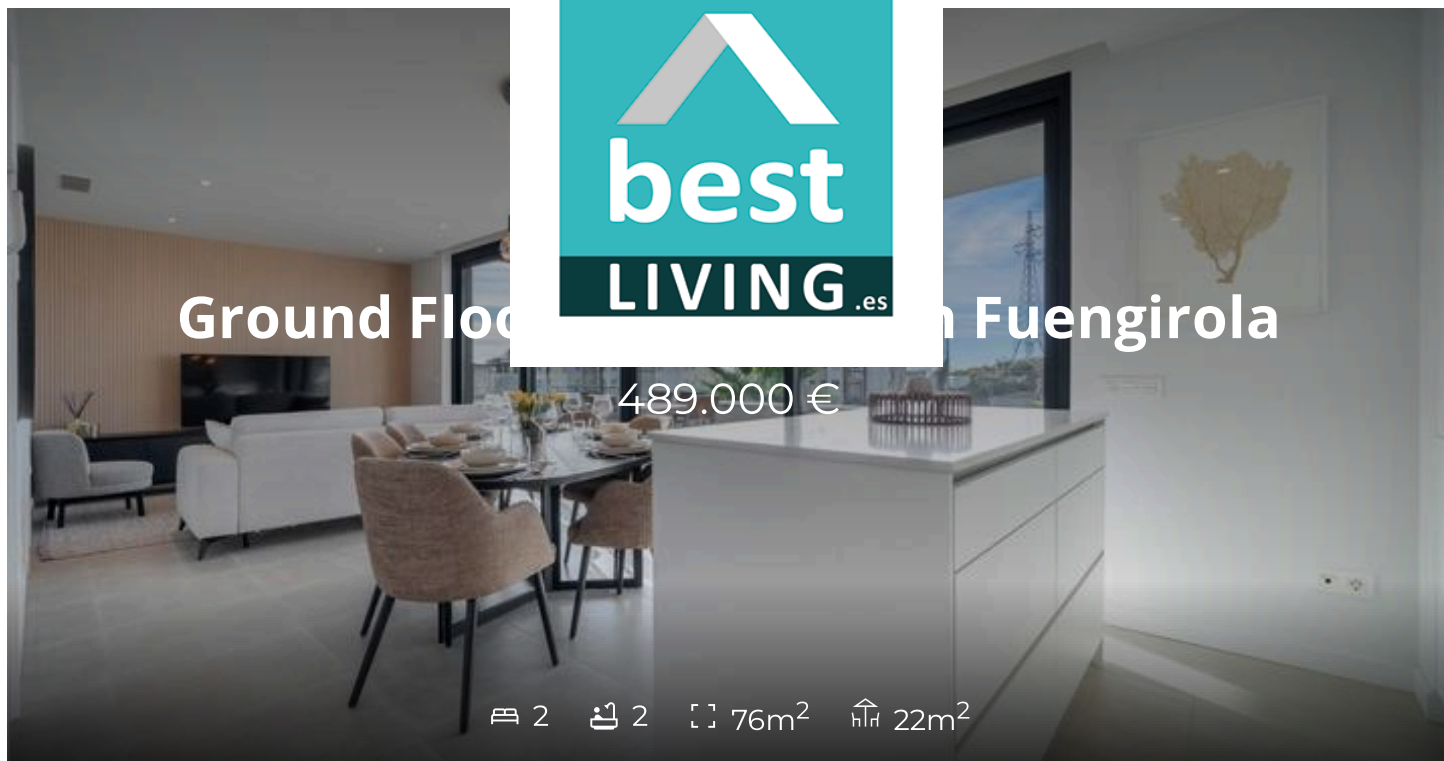 best
LIVING.es
Ground Floo Fuengirola
489.000 €
2 2 76m2 22m2